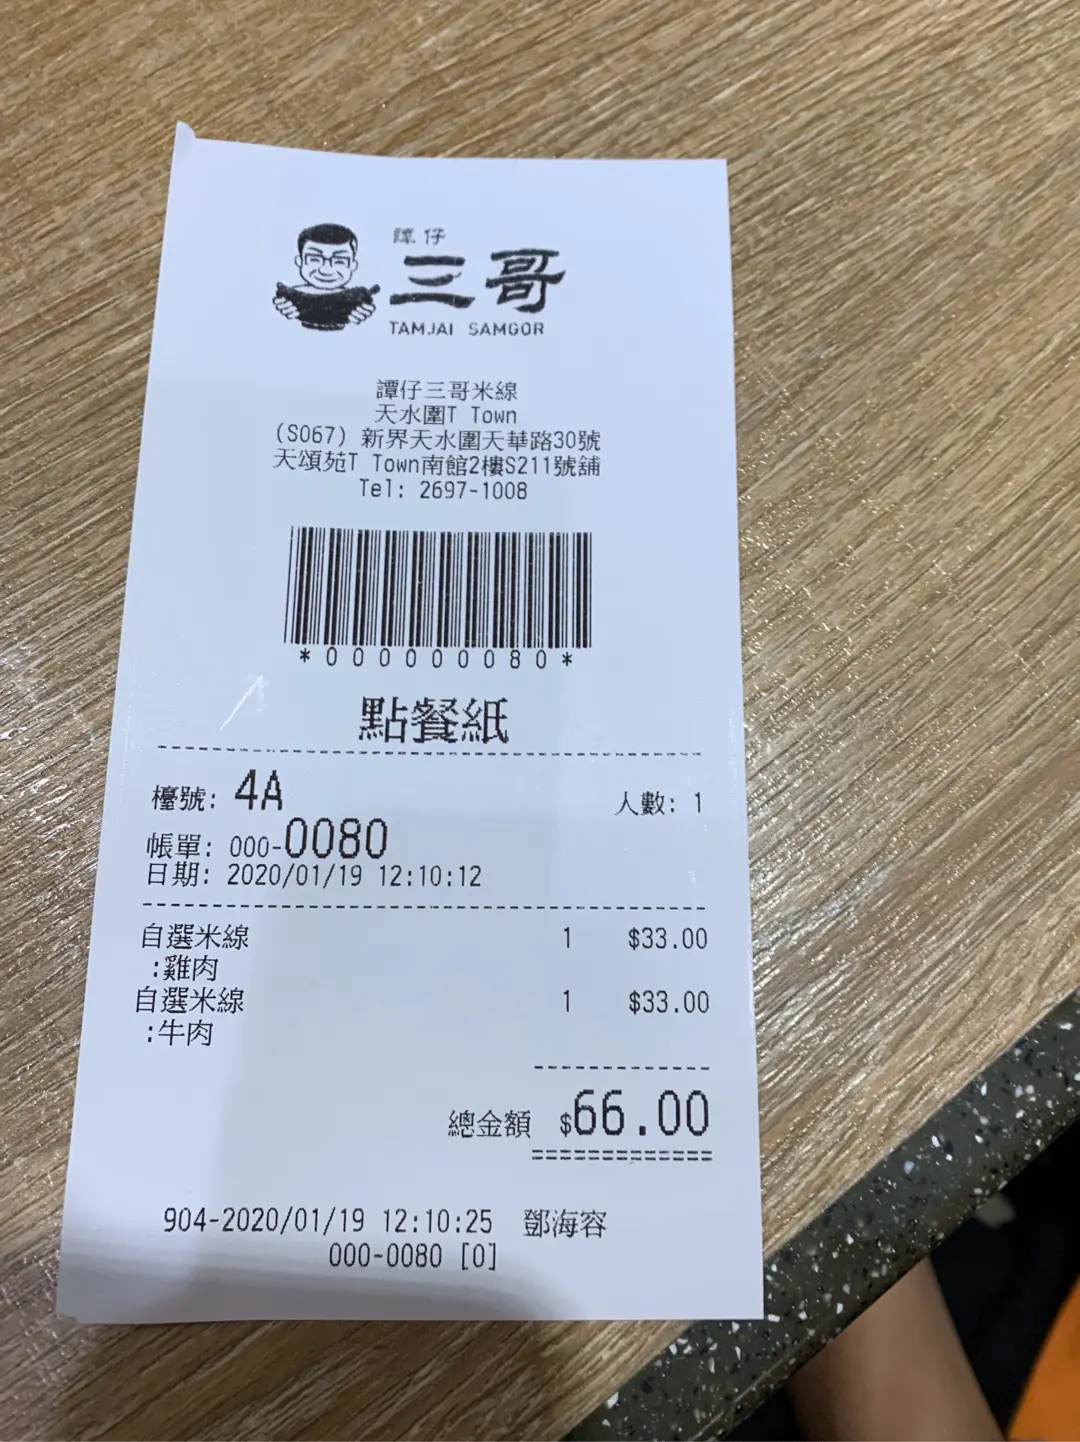 譚仔
三哥
TAMJAI SAMGOR
譚仔三哥米線
天水圍T Town
(S067) 新界天水圍天華路30號
天頌苑T Town南館2樓S211號舖
Tel: 2697-1008
*000000080*
點餐紙
檯號: 4A 人數: 1
帳單: 000-0080
日期: 2020/01/19 12:10:12
自選米線 1 $33.00
:雞肉
自選米線 1 $33.00
:牛肉
總金額 $66.00
904-2020/01/19 12:10:25 鄧海容
000-0080 [0]